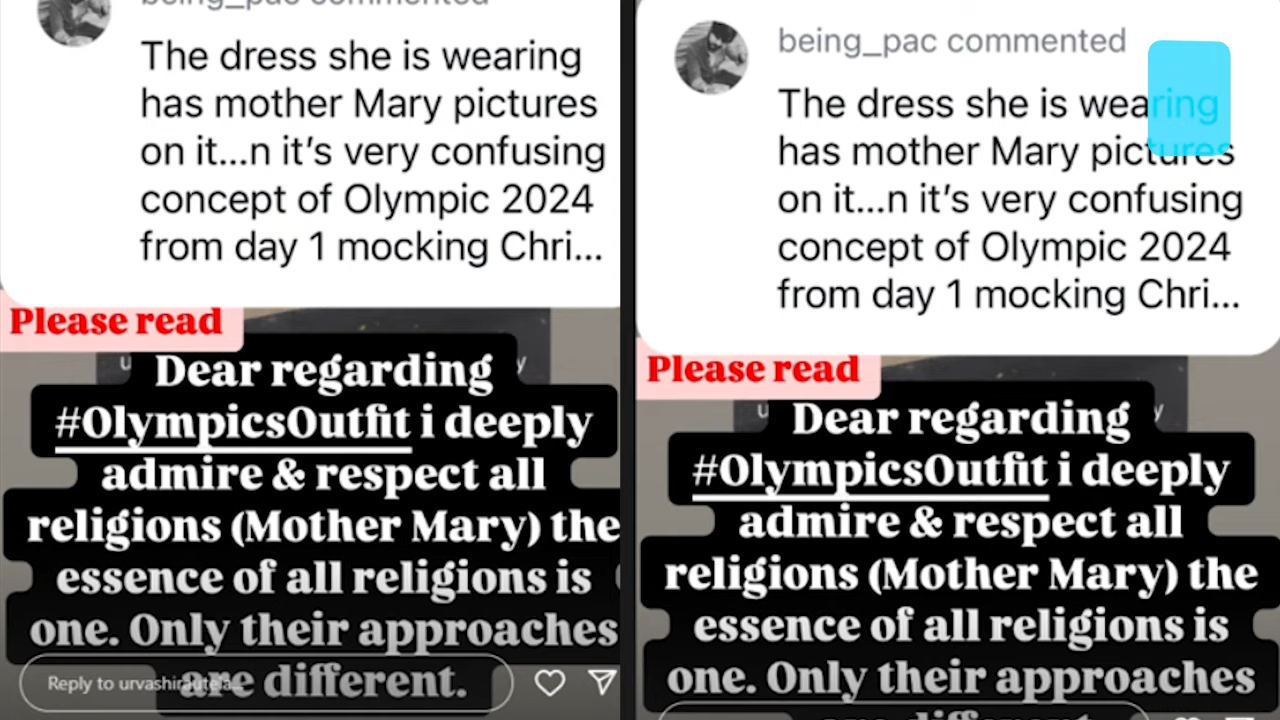 being_pac commented
The dress she is wearing
has mother Mary pictures
on it...n it's very confusing
concept of Olympic 2024
from day 1 mocking Chri...
Please read
Dear regarding
#OlympicsOutfit i deeply
admire & respect all
religions (Mother Mary) the
essence of all religions is
one. Only their approaches
are different.
Reply to urvashirautela...
being_pac commented
The dress she is wearing
has mother Mary pictures
on it...n it's very confusing
concept of Olympic 2024
from day 1 mocking Chri...
Please read
Dear regarding
#OlympicsOutfit i deeply
admire & respect all
religions (Mother Mary) the
essence of all religions is
one. Only their approaches
are different